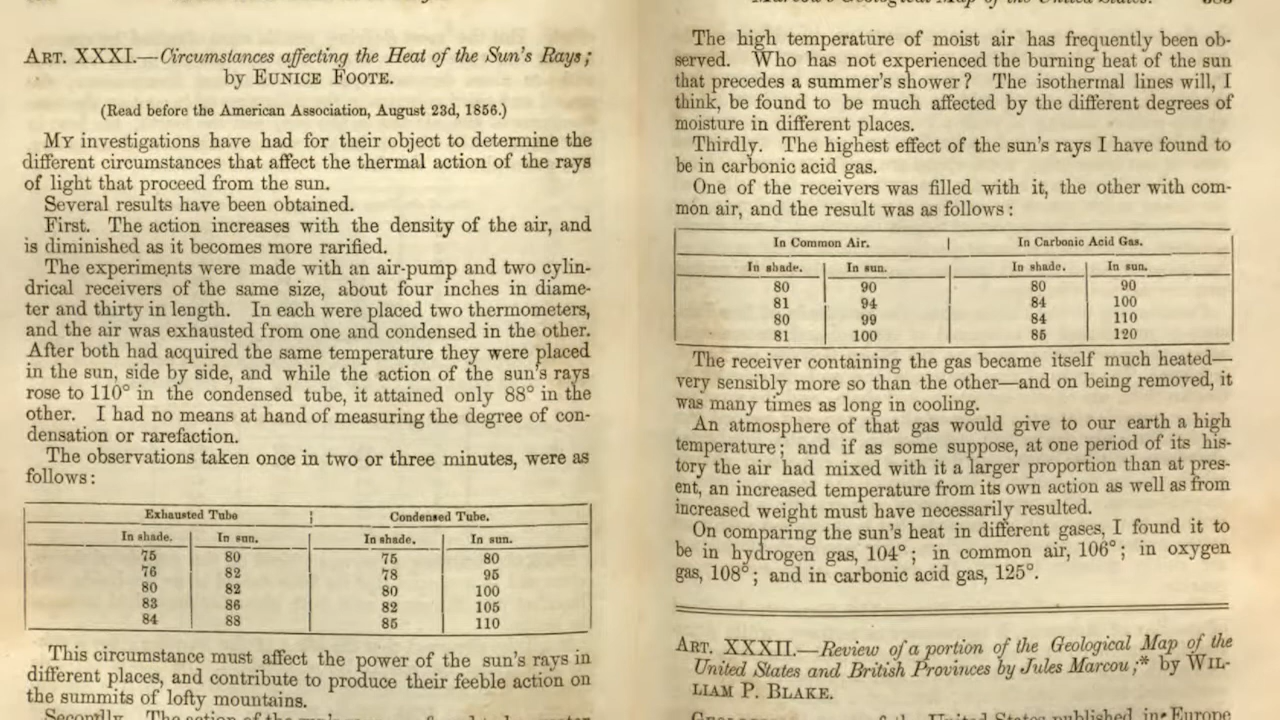 ART. XXXI.—Circumstances affecting the Heat of the Sun's Rays;
by EUNICE FOOTE.
(Read before the American Association, August 23d, 1856.)
MY investigations have had for their object to determine the
different circumstances that affect the thermal action of the rays
of light that proceed from the sun.
Several results have been obtained.
First. The action increases with the density of the air, and
is diminished as it becomes more rarified.
The experiments were made with an air-pump and two cylin-
drical receivers of the same size, about four inches in diame-
ter and thirty in length. In each were placed two thermometers,
and the air was exhausted from one and condensed in the other.
After both had acquired the same temperature they were placed
in the sun, side by side, and while the action of the sun's rays
rose to 110° in the condensed tube, it attained only 88° in the
other. I had no means at hand of measuring the degree of con-
densation or rarefaction.
The observations taken once in two or three minutes, were as
follows:
Exhausted Tube | Condensed Tube.
In shade. In sun. In shade. In sun.
75 80 75 80
76 82 78 95
80 82 80 100
83 86 82 105
84 88 85 110
This circumstance must affect the power of the sun's rays in
different places, and contribute to produce their feeble action on
the summits of lofty mountains.
Secondly. The action of the
Marcou's Geological Map of the United States.
The high temperature of moist air has frequently been ob-
served. Who has not experienced the burning heat of the sun
that precedes a summer's shower? The isothermal lines will, I
think, be found to be much affected by the different degrees of
moisture in different places.
Thirdly. The highest effect of the sun's rays I have found to
be in carbonic acid gas.
One of the receivers was filled with it, the other with com-
mon air, and the result was as follows:
In Common Air. | In Carbonic Acid Gas.
In shade. In sun. In shade. In sun.
80 90 80 90
81 94 84 100
80 99 84 110
81 100 85 120
The receiver containing the gas became itself much heated—
very sensibly more so than the other—and on being removed, it
was many times as long in cooling.
An atmosphere of that gas would give to our earth a high
temperature; and if as some suppose, at one period of its his-
tory the air had mixed with it a larger proportion than at pres-
ent, an increased temperature from its own action as well as from
increased weight must have necessarily resulted.
On comparing the sun's heat in different gases, I found it to
be in hydrogen gas, 104°; in common air, 106°; in oxygen
gas, 108°; and in carbonic acid gas, 125°.
ART. XXXII.—Review of a portion of the Geological Map of the
United States and British Provinces by Jules Marcou;* by WIL-
LIAM P. BLAKE.
of the United States published in Europe